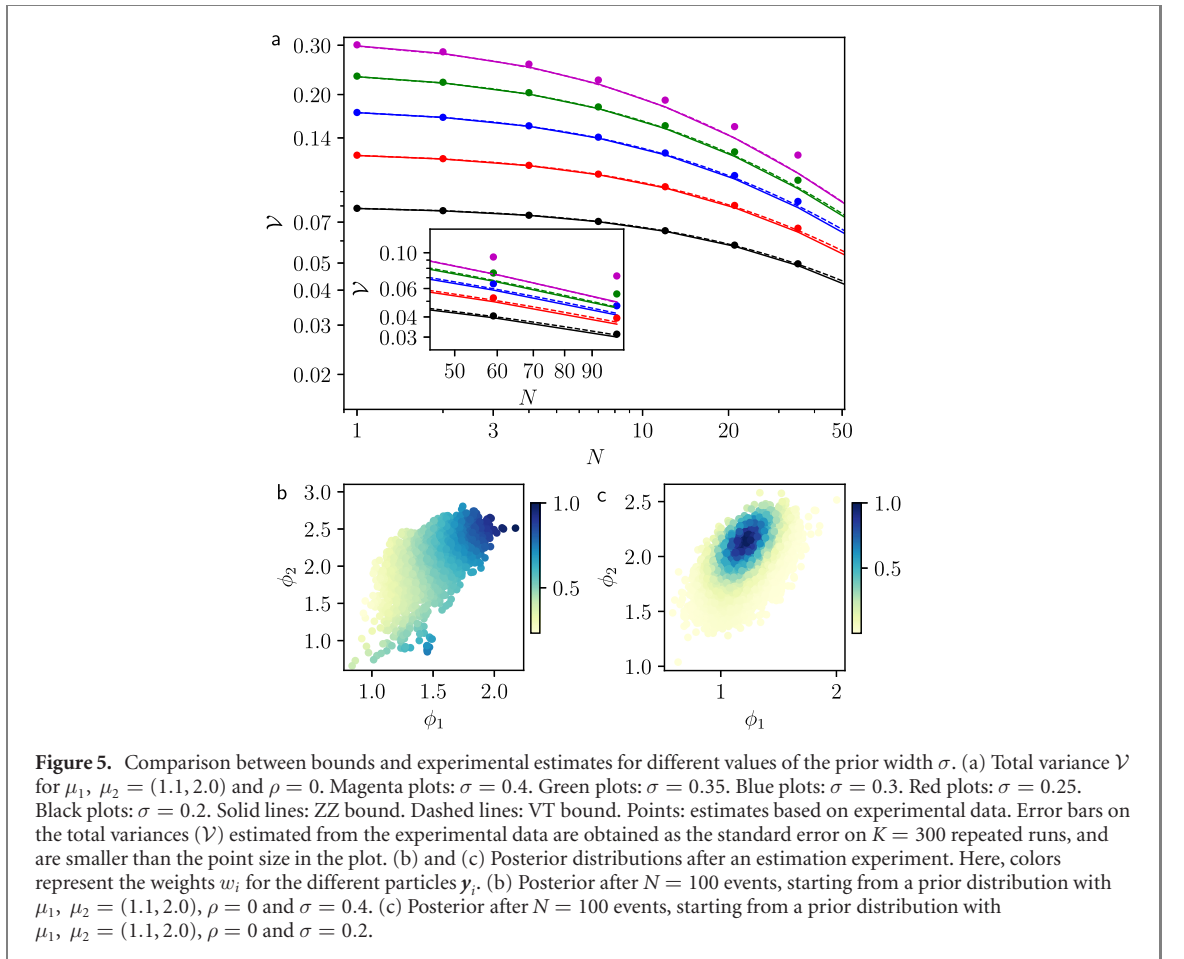 a
0.30
0.20
0.14
0.07
0.05
0.04
0.03
0.02
𝒱
0.10
0.06
0.04
0.03
𝒱
50 60 70 80 90
N
1 3 10 20 50
N
b
3.0
2.5
2.0
1.5
1.0
ϕ₂
1.0 1.5 2.0
ϕ₁
1.0
0.5
c
2.5
2.0
1.5
1.0
ϕ₂
1 2
ϕ₁
1.0
0.5
Figure 5. Comparison between bounds and experimental estimates for different values of the prior width σ. (a) Total variance 𝒱
for μ₁, μ₂ = (1.1, 2.0) and ρ = 0. Magenta plots: σ = 0.4. Green plots: σ = 0.35. Blue plots: σ = 0.3. Red plots: σ = 0.25.
Black plots: σ = 0.2. Solid lines: ZZ bound. Dashed lines: VT bound. Points: estimates based on experimental data. Error bars on
the total variances (𝒱) estimated from the experimental data are obtained as the standard error on K = 300 repeated runs, and
are smaller than the point size in the plot. (b) and (c) Posterior distributions after an estimation experiment. Here, colors
represent the weights wᵢ for the different particles yᵢ. (b) Posterior after N = 100 events, starting from a prior distribution with
μ₁, μ₂ = (1.1, 2.0), ρ = 0 and σ = 0.4. (c) Posterior after N = 100 events, starting from a prior distribution with
μ₁, μ₂ = (1.1, 2.0), ρ = 0 and σ = 0.2.